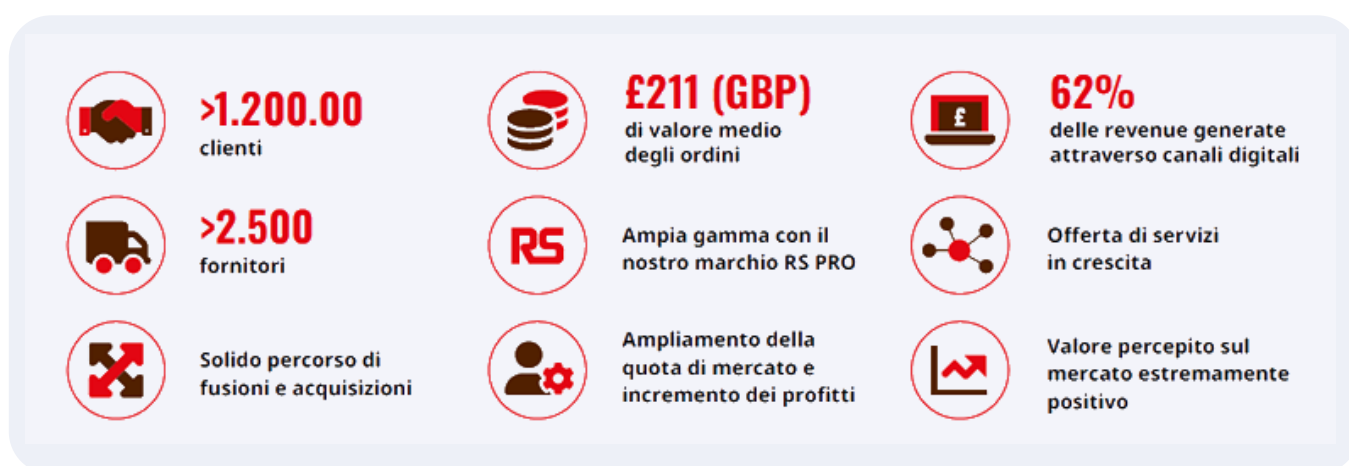 >1.200.00
clienti
£211 (GBP)
di valore medio
degli ordini
62%
delle revenue generate
attraverso canali digitali
£
>2.500
fornitori
RS
Ampia gamma con il
nostro marchio RS PRO
Offerta di servizi
in crescita
Solido percorso di
fusioni e acquisizioni
Ampliamento della
quota di mercato e
incremento dei profitti
Valore percepito sul
mercato estremamente
positivo